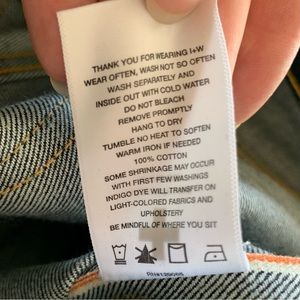 THANK YOU FOR WEARING I+W
WEAR OFTEN, WASH NOT SO OFTEN
WASH SEPARATELY AND
INSIDE OUT WITH COLD WATER
DO NOT BLEACH
REMOVE PROMPTLY
HANG TO DRY
TUMBLE NO HEAT TO SOFTEN
WARM IRON IF NEEDED
100% COTTON
SOME SHRINKAGE MAY OCCUR
WITH FIRST FEW WASHINGS
INDIGO DYE WILL TRANSFER ON
LIGHT-COLORED FABRICS AND
UPHOLSTERY
BE MINDFUL OF WHERE YOU SIT